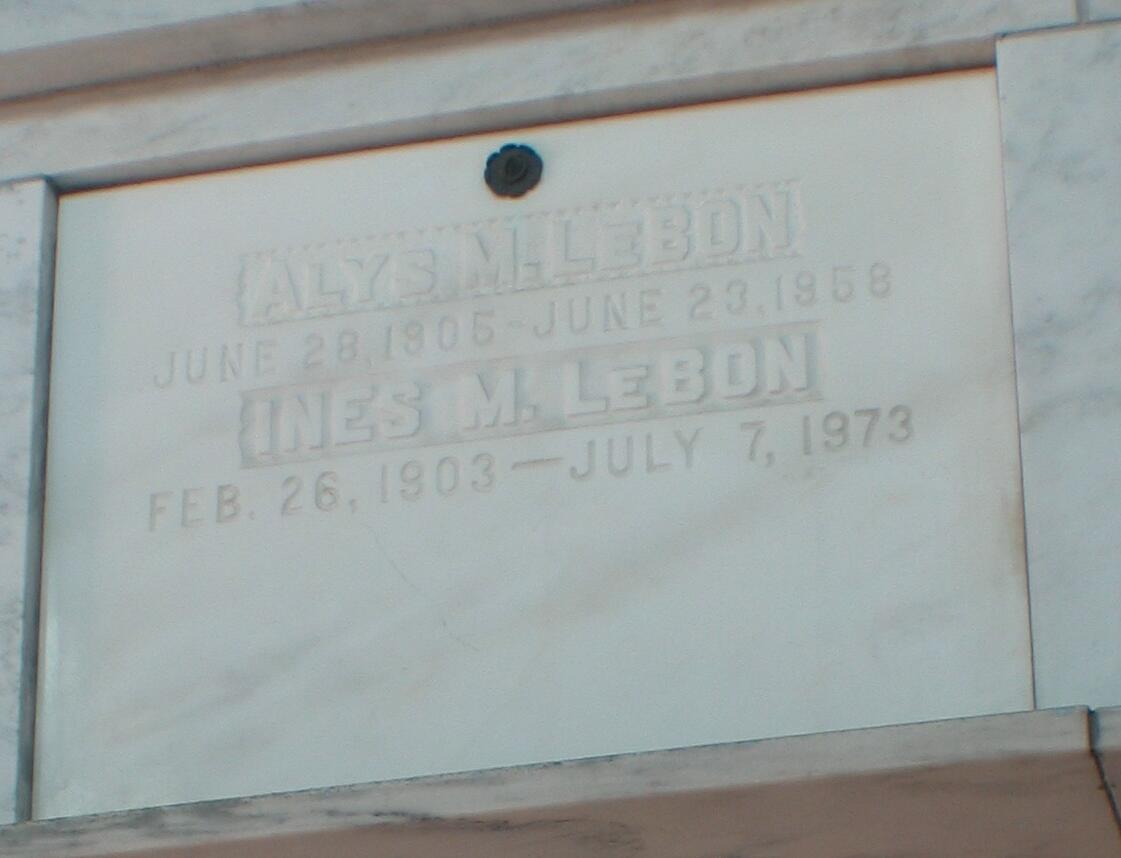 ALYS M. LEBON
JUNE 28, 1905 - JUNE 23, 1958
INES M. LEBON
FEB. 26, 1903 — JULY 7, 1973